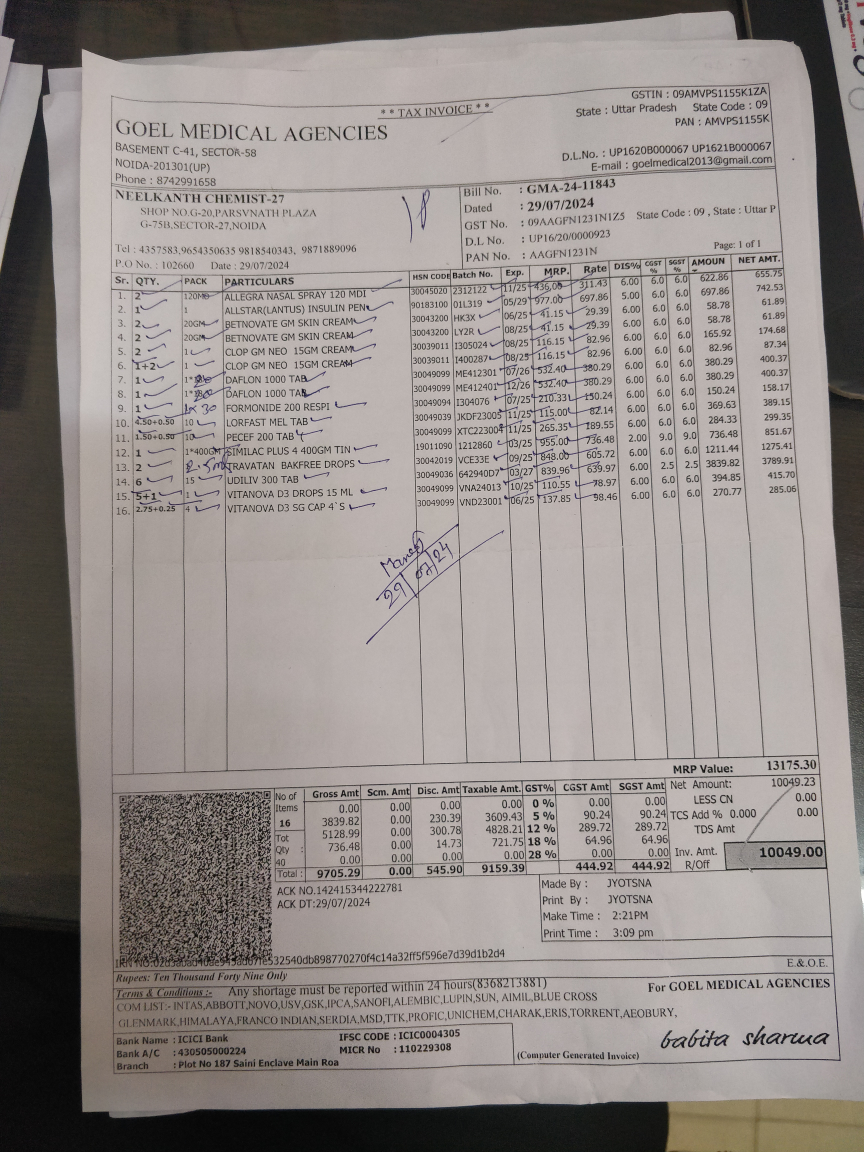 * * TAX INVOICE * *
GOEL MEDICAL AGENCIES
BASEMENT C-41, SECTOR-58
NOIDA-201301(UP)
Phone : 8742991658
GSTIN : 09AMVPS1155K1ZA
State : Uttar Pradesh State Code : 09
PAN : AMVPS1155K
D.L.No. : UP1620B000067 UP1621B000067
E-mail : goelmedical2013@gmail.com
NEELKANTH CHEMIST-27
SHOP NO.G-20,PARSVNATH PLAZA
G-75B,SECTOR-27,NOIDA
Tel : 4357583,9654350635 9818540343, 9871889096
P.O No. : 102660 Date : 29/07/2024
18
Bill No. : GMA-24-11843
Dated : 29/07/2024
GST No. : 09AAGFN1231N1Z5 State Code : 09 , State : Uttar P
D.L No. : UP16/20/0000923
PAN No. : AAGFN1231N
Page: 1 of 1
Sr. QTY. PACK PARTICULARS HSN CODE Batch No. Exp. MRP. Rate DIS% CGST % SGST % AMOUN NET AMT.
1. 2 120MD ALLEGRA NASAL SPRAY 120 MDI 30045020 2312122 11/25 436.00 311.43 6.00 6.0 6.0 622.86 655.75
2. 1 1 ALLSTAR(LANTUS) INSULIN PEN 90183100 01L319 05/29 977.00 697.86 5.00 6.0 6.0 697.86 742.53
3. 2 20GM BETNOVATE GM SKIN CREAM 30043200 HK3X 06/25 41.15 29.39 6.00 6.0 6.0 58.78 61.89
4. 2 20GM BETNOVATE GM SKIN CREAM 30043200 LY2R 08/25 41.15 29.39 6.00 6.0 6.0 58.78 61.89
5. 2 1 CLOP GM NEO 15GM CREAM 30039011 I305024 08/25 116.15 82.96 6.00 6.0 6.0 165.92 174.68
6. 1+2 1 CLOP GM NEO 15GM CREAM 30039011 I400287 08/25 116.15 82.96 6.00 6.0 6.0 82.96 87.34
7. 1 DAFLON 1000 TAB 30049099 ME412301 07/26 532.40 380.29 6.00 6.0 6.0 380.29 400.37
8. 1 DAFLON 1000 TAB 30049099 ME412401 12/26 532.40 380.29 6.00 6.0 6.0 380.29 400.37
9. 1 1x30 FORMONIDE 200 RESPI 30049094 I304076 07/25 210.33 150.24 6.00 6.0 6.0 150.24 158.17
10. 4.50+0.50 10 LORFAST MEL TAB 30049039 JKDF23005 11/25 115.00 82.14 6.00 6.0 6.0 369.63 389.15
11. 1.50+0.50 10 PECEF 200 TAB 30049099 XTC223004 11/25 265.35 189.55 6.00 6.0 6.0 284.33 299.35
12. 1 1*400GM SIMILAC PLUS 4 400GM TIN 19011090 1212860 03/25 955.00 736.48 2.00 9.0 9.0 736.48 851.67
13. 2 2.5ml TRAVATAN BAKFREE DROPS 30042019 VCE33E 09/25 848.00 605.72 6.00 6.0 6.0 1211.44 1275.41
14. 6 15 UDILIV 300 TAB 30049036 642940D7 03/27 839.96 639.97 6.00 2.5 2.5 3839.82 3789.91
15. 5+1 1 VITANOVA D3 DROPS 15 ML 30049099 VNA24013 10/25 110.55 78.97 6.00 6.0 6.0 394.85 415.70
16. 2.75+0.25 4 VITANOVA D3 SG CAP 4`S 30049099 VND23001 06/25 137.85 98.46 6.00 6.0 6.0 270.77 285.06
29/07/24
MRP Value: 13175.30
No of Items 16 Tot Qty : 40
Gross Amt Scm. Amt Disc. Amt Taxable Amt. GST% CGST Amt SGST Amt
0.00 0.00 0.00 0.00 0 % 0.00 0.00
3839.82 0.00 230.39 3609.43 5 % 90.24 90.24
5128.99 0.00 300.78 4828.21 12 % 289.72 289.72
736.48 0.00 14.73 721.75 18 % 64.96 64.96
0.00 0.00 0.00 0.00 28 % 0.00 0.00
Total : 9705.29 0.00 545.90 9159.39 444.92 444.92
Net Amount: 10049.23
LESS CN 0.00
TCS Add % 0.000 0.00
TDS Amt
Inv. Amt. 10049.00
R/Off
ACK NO.142415344222781
ACK DT:29/07/2024
Made By : JYOTSNA
Print By : JYOTSNA
Make Time : 2:21PM
Print Time : 3:09 pm
E.& O.E.
Rupees: Ten Thousand Forty Nine Only
Terms & Conditions :- Any shortage must be reported within 24 hours(8368213881)
COM LIST:- INTAS,ABBOTT,NOVO,USV,GSK,IPCA,SANOFI,ALEMBIC,LUPIN,SUN, AIMIL,BLUE CROSS
GLENMARK,HIMALAYA,FRANCO INDIAN,SERDIA,MSD,TTK,PROFIC,UNICHEM,CHARAK,ERIS,TORRENT,AEOBURY,
For GOEL MEDICAL AGENCIES
Bank Name : ICICI Bank IFSC CODE : ICIC0004305
Bank A/C : 430505000224 MICR No : 110229308
Branch : Plot No 187 Saini Enclave Main Roa
(Computer Generated Invoice)
babita sharma